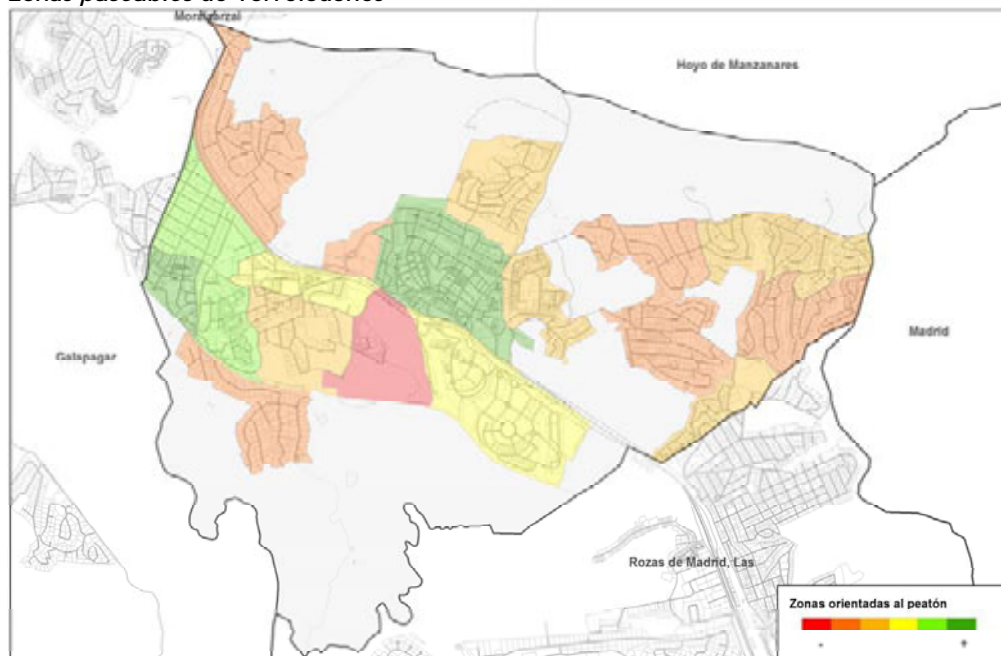 Zonas paseables de Torrelodones
Moralzarzal
Hoyo de Manzanares
Madrid
Galapagar
Rozas de Madrid, Las
Zonas orientadas al peatón
- +